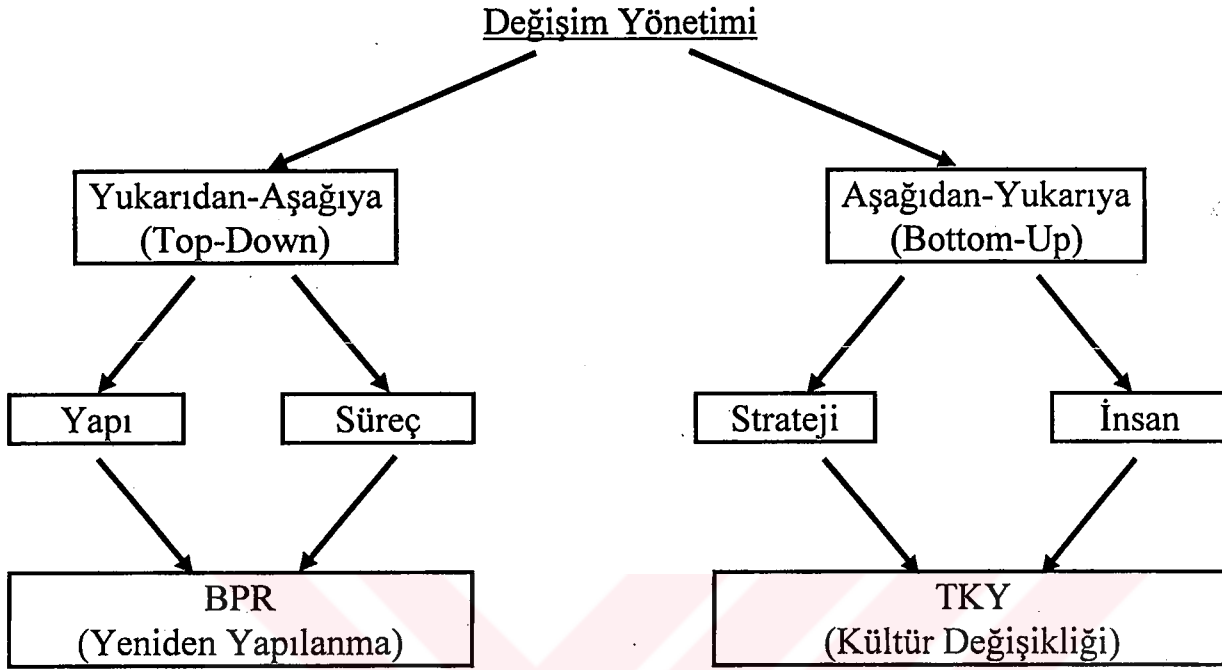 Değişim Yönetimi
Yukarıdan-Aşağıya
(Top-Down)
Aşağıdan-Yukarıya
(Bottom-Up)
Yapı
Süreç
Strateji
İnsan
BPR
(Yeniden Yapılanma)
TKY
(Kültür Değişikliği)